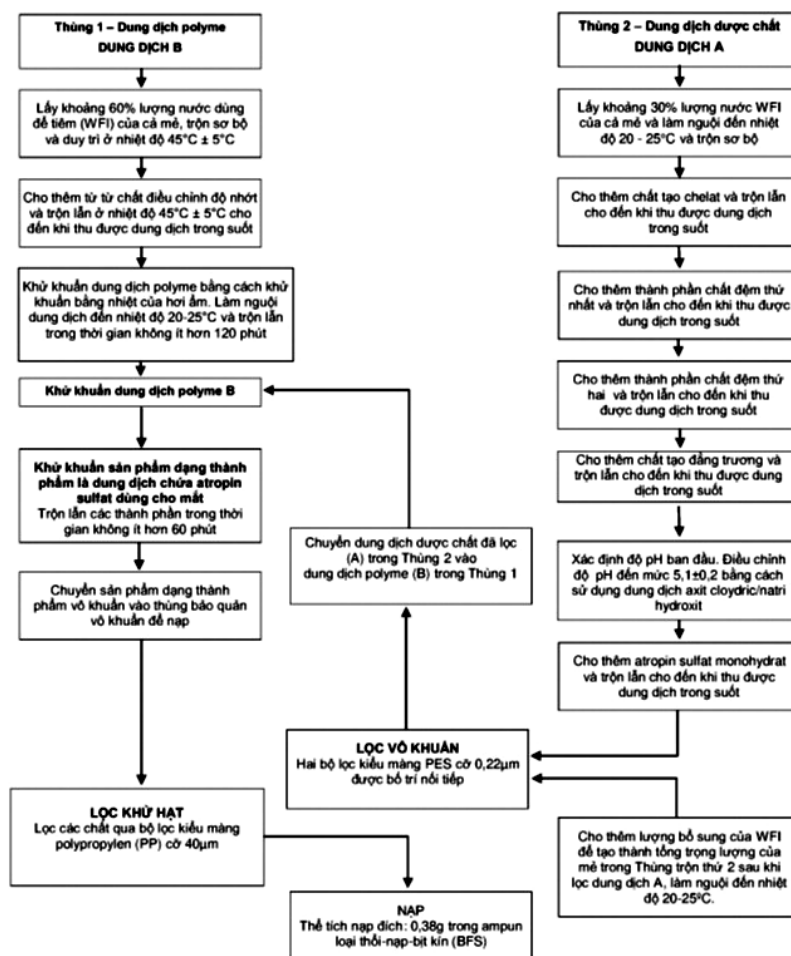 Thùng 1 – Dung dịch polyme
DUNG DỊCH B
Lấy khoảng 60% lượng nước dùng
để tiêm (WFI) của cả mẻ, trộn sơ bộ
và duy trì ở nhiệt độ 45°C ± 5°C
Cho thêm từ từ chất điều chỉnh độ nhớt
và trộn lẫn ở nhiệt độ 45°C ± 5°C cho
đến khi thu được dung dịch trong suốt
Khử khuẩn dung dịch polyme bằng cách khử
khuẩn bằng nhiệt của hơi ẩm. Làm nguội
dung dịch đến nhiệt độ 20-25°C và trộn lẫn
trong thời gian không ít hơn 120 phút
Khử khuẩn dung dịch polyme B
Khử khuẩn sản phẩm dạng thành
phẩm là dung dịch chứa atropin
sulfat dùng cho mắt
Trộn lẫn các thành phần trong thời
gian không ít hơn 60 phút
Chuyển sản phẩm dạng thành
phẩm vô khuẩn vào thùng bảo quản
vô khuẩn để nạp
LỌC KHỬ HẠT
Lọc các chất qua bộ lọc kiểu màng
polypropylen (PP) cỡ 40µm
Thùng 2 – Dung dịch dược chất
DUNG DỊCH A
Lấy khoảng 30% lượng nước WFI
của cả mẻ và làm nguội đến nhiệt
độ 20 - 25°C và trộn sơ bộ
Cho thêm chất tạo chelat và trộn lẫn
cho đến khi thu được dung dịch
trong suốt
Cho thêm thành phần chất đệm thứ
nhất và trộn lẫn cho đến khi thu được
dung dịch trong suốt
Cho thêm thành phần chất đệm thứ
hai và trộn lẫn cho đến khi thu
được dung dịch trong suốt
Cho thêm chất tạo đẳng trương và
trộn lẫn cho đến khi thu được dung
dịch trong suốt
Xác định độ pH ban đầu. Điều chỉnh
độ pH đến mức 5,1±0,2 bằng cách
sử dụng dung dịch axit cloydric/natri
hydroxit
Cho thêm atropin sulfat monohydrat
và trộn lẫn cho đến khi thu được
dung dịch trong suốt
Cho thêm lượng bổ sung của WFI
để tạo thành tổng trọng lượng của
mẻ trong Thùng trộn thứ 2 sau khi
lọc dung dịch A, làm nguội đến nhiệt
độ 20-25°C.
LỌC VÔ KHUẨN
Hai bộ lọc kiểu màng PES cỡ 0,22µm
được bố trí nối tiếp
Chuyển dung dịch dược chất đã lọc
(A) trong Thùng 2 vào
dung dịch polyme (B) trong Thùng 1
NẠP
Thể tích nạp đích: 0,38g trong ampun
loại thổi-nạp-bịt kín (BFS)